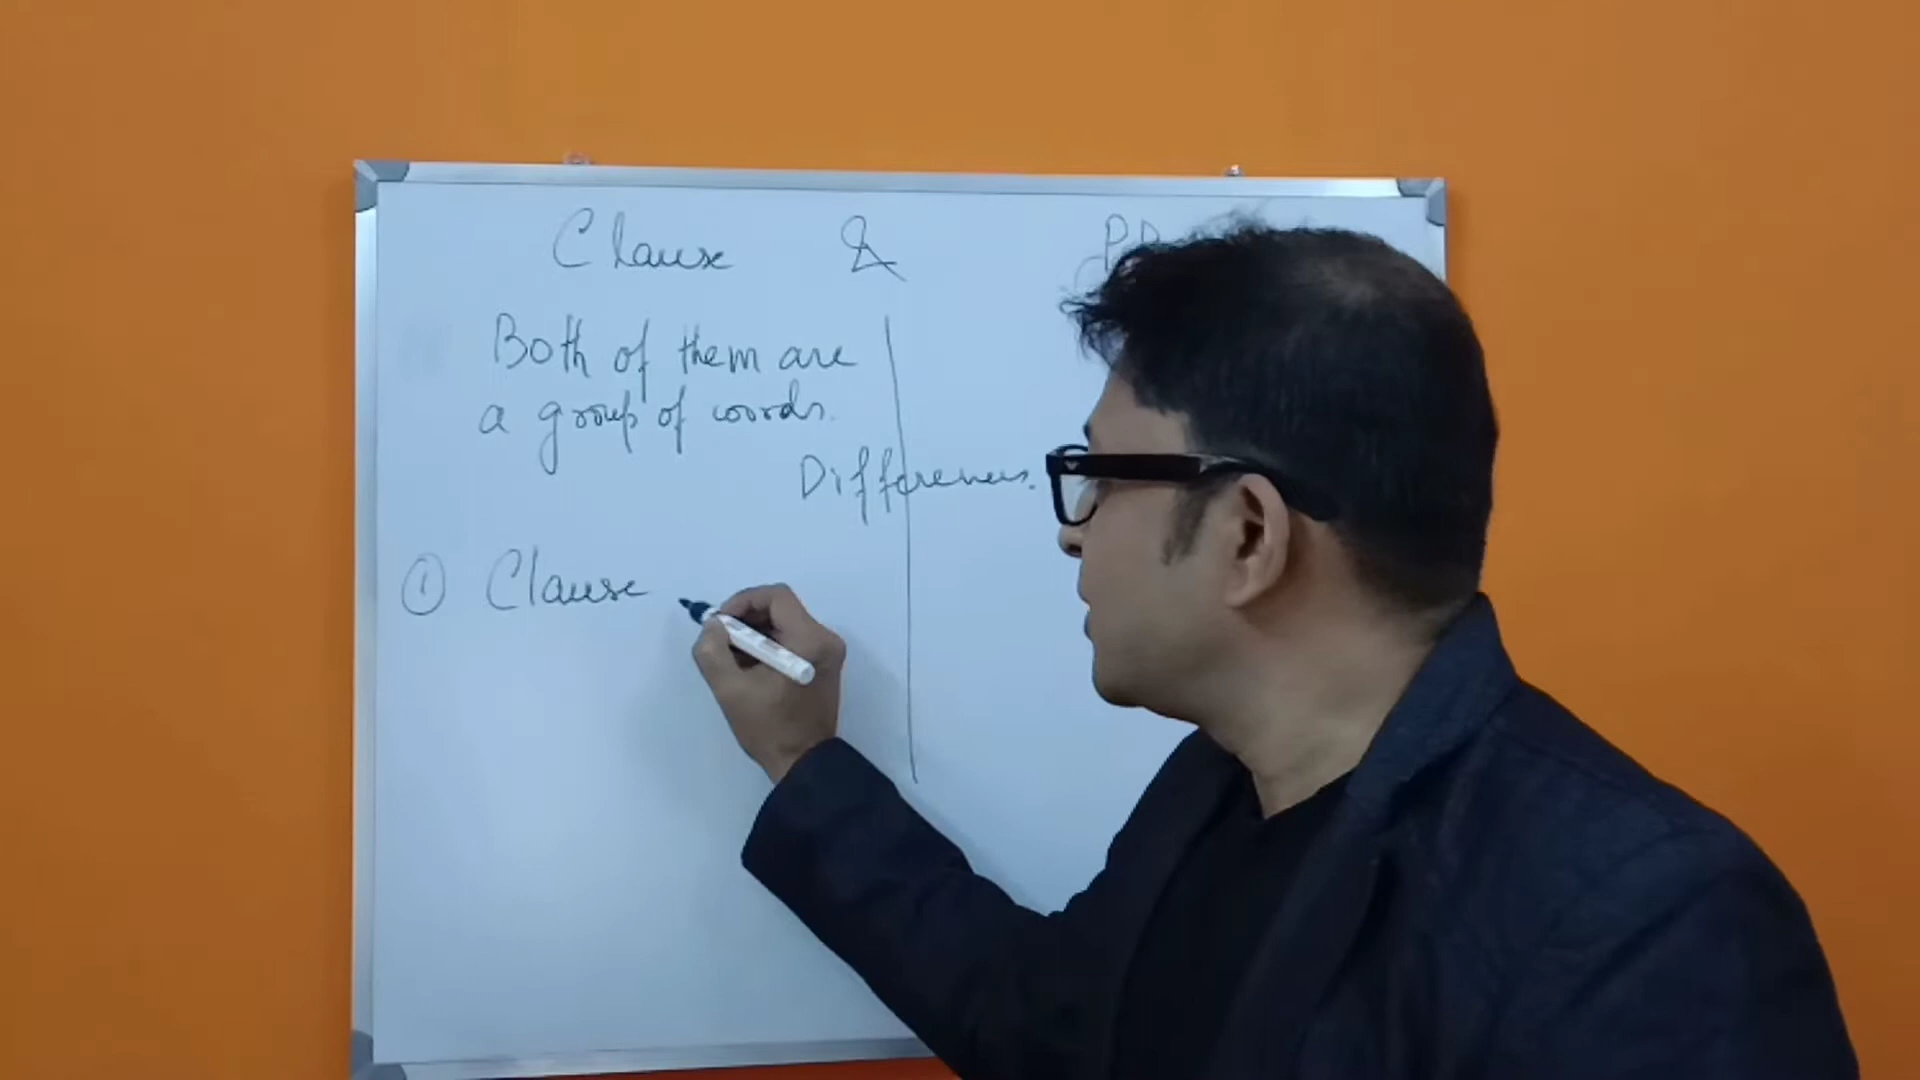 Clause &
Both of them are
a group of words.
Differences.
① Clause